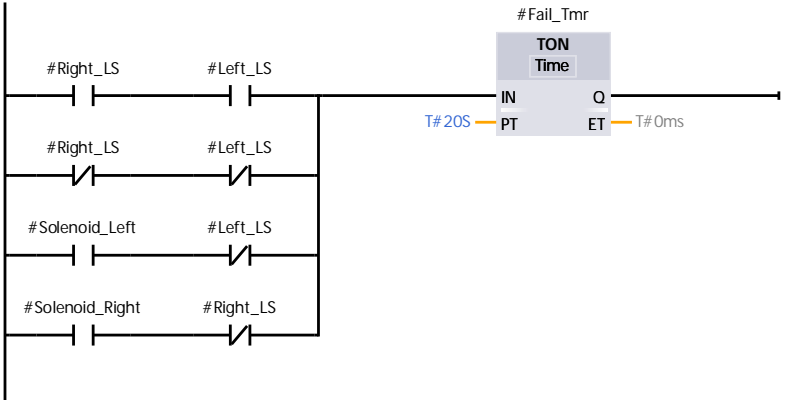 #Fail_Tmr
TON
Time
#Right_LS #Left_LS
IN Q
T#20S PT ET T#0ms
#Right_LS #Left_LS
#Solenoid_Left #Left_LS
#Solenoid_Right #Right_LS